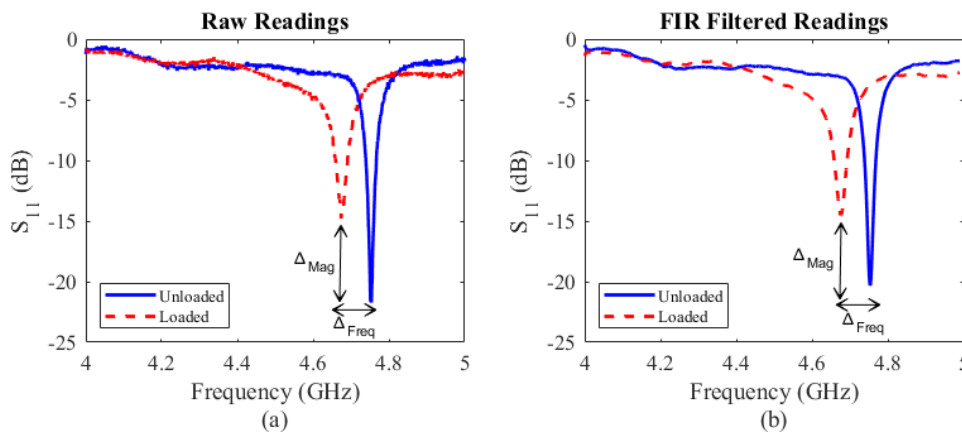 Raw Readings
0
-5
-10
-15
-20
-25
S11 (dB)
ΔMag
ΔFreq
Unloaded
Loaded
4 4.2 4.4 4.6 4.8 5
Frequency (GHz)
(a)
FIR Filtered Readings
0
-5
-10
-15
-20
-25
S11 (dB)
ΔMag
ΔFreq
Unloaded
Loaded
4 4.2 4.4 4.6 4.8 5
Frequency (GHz)
(b)